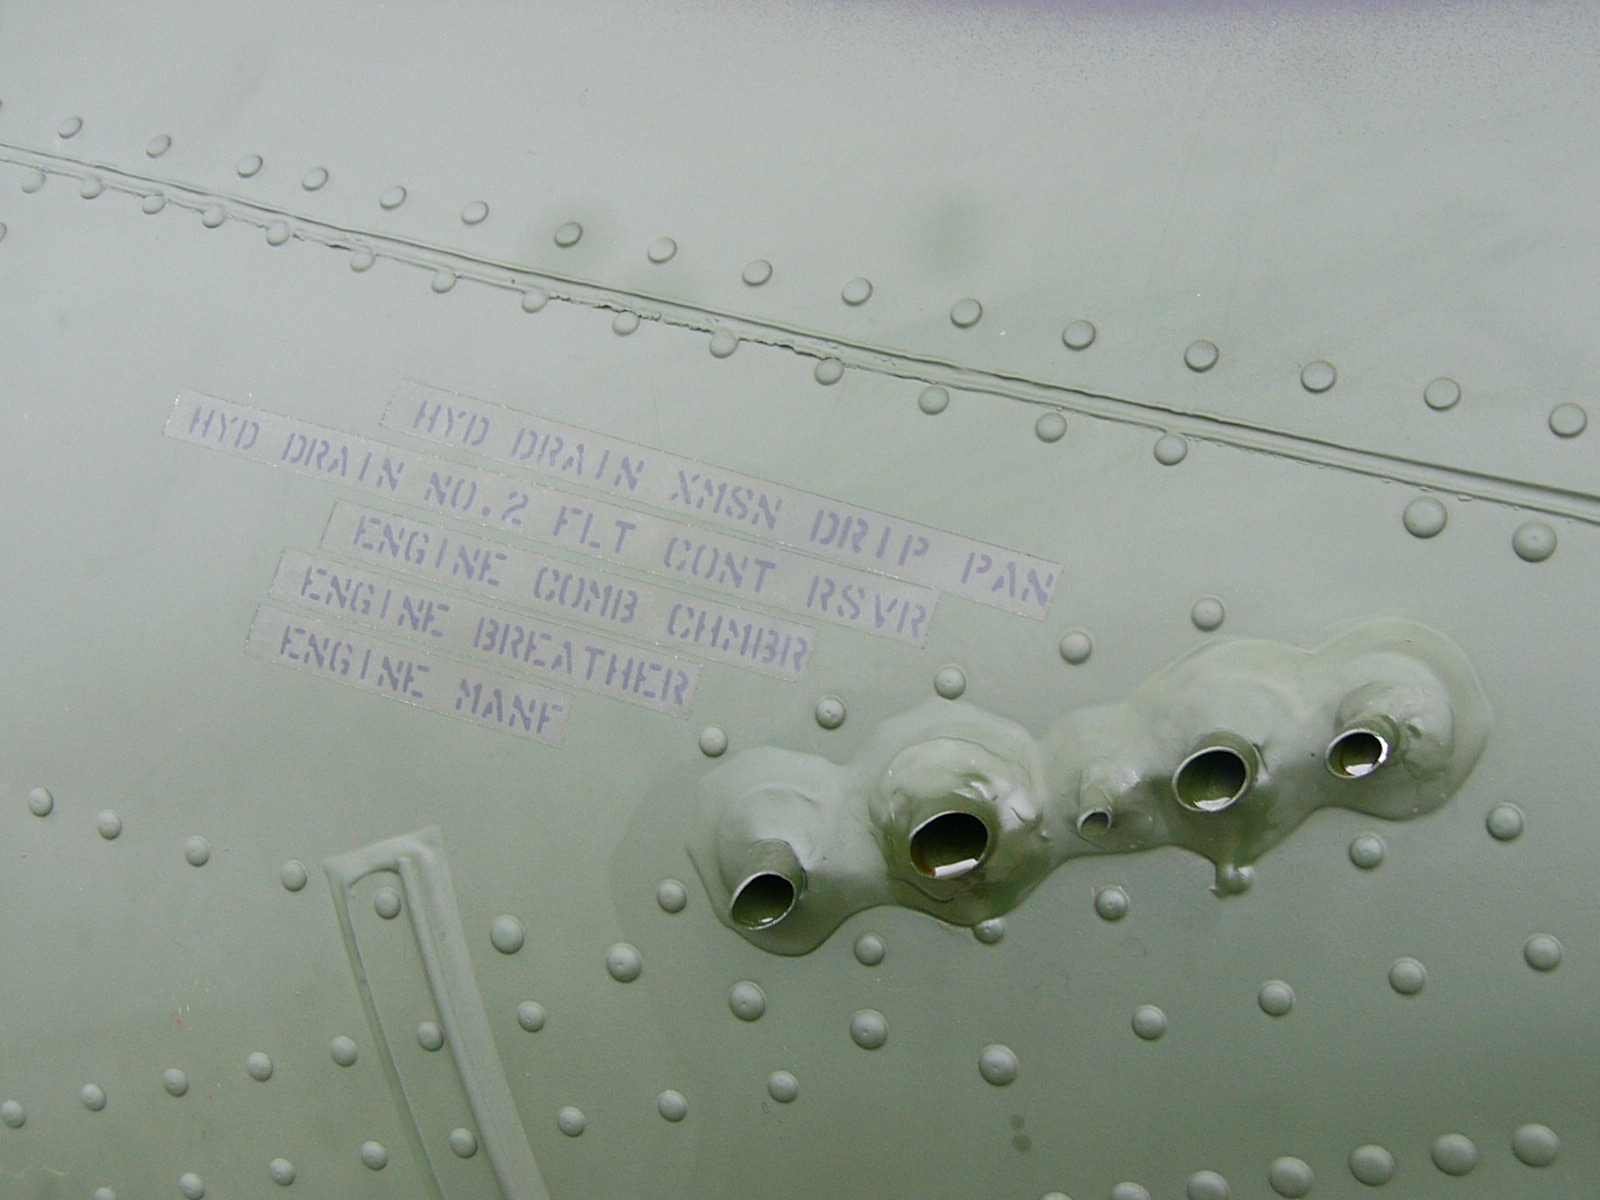 HYD DRAIN XMSN DRIP PAN
HYD DRAIN NO.2 FLT CONT RSVR
ENGINE COMB CHMBR
ENGINE BREATHER
ENGINE MANF